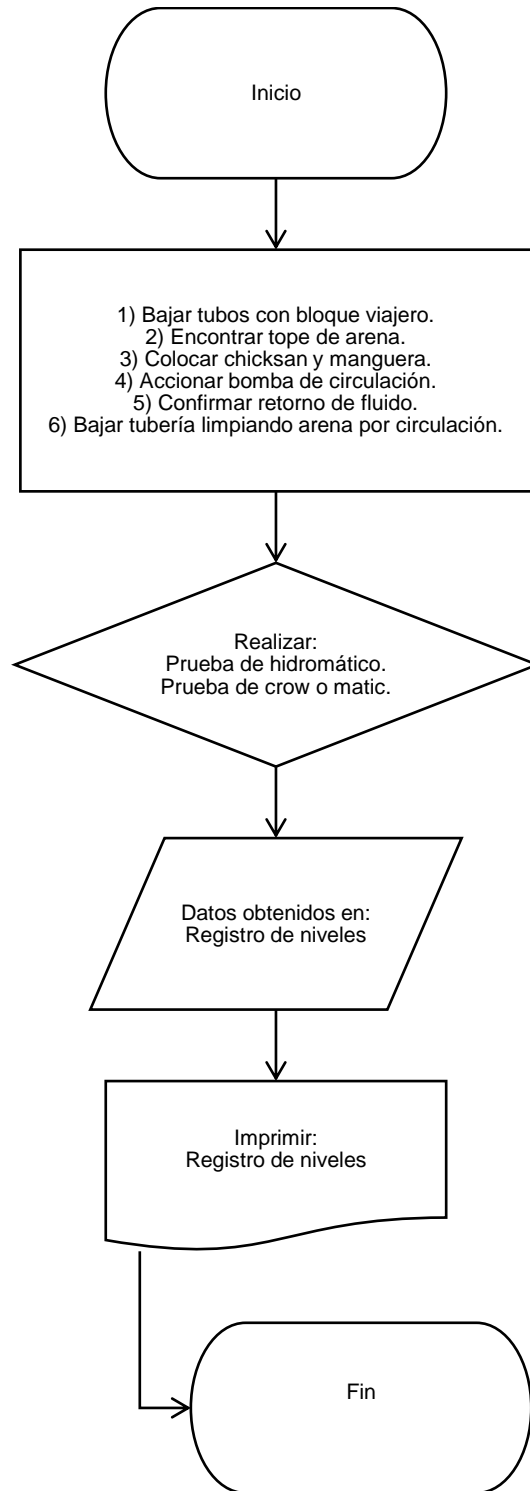 Inicio
1) Bajar tubos con bloque viajero.
2) Encontrar tope de arena.
3) Colocar chicksan y manguera.
4) Accionar bomba de circulación.
5) Confirmar retorno de fluido.
6) Bajar tubería limpiando arena por circulación.
Realizar:
Prueba de hidromático.
Prueba de crow o matic.
Datos obtenidos en:
Registro de niveles
Imprimir:
Registro de niveles
Fin